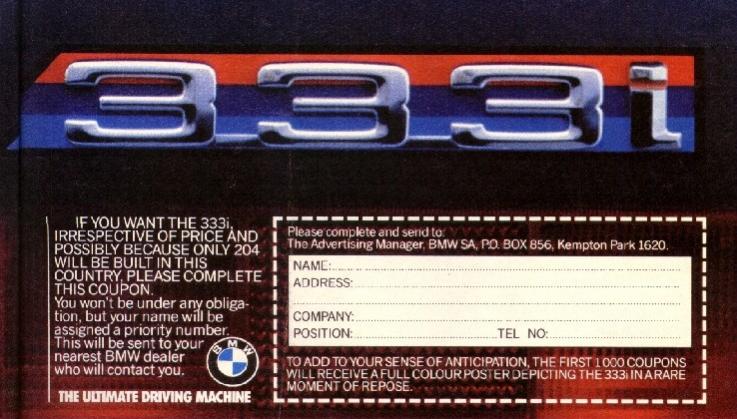 333i
IF YOU WANT THE 333i,
IRRESPECTIVE OF PRICE AND
POSSIBLY BECAUSE ONLY 204
WILL BE BUILT IN THIS
COUNTRY, PLEASE COMPLETE
THIS COUPON.
You won't be under any obliga-
tion, but your name will be
assigned a priority number.
This will be sent to your
nearest BMW dealer
who will contact you.
BMW
THE ULTIMATE DRIVING MACHINE
Please complete and send to:
The Advertising Manager, BMW SA, P.O. BOX 856, Kempton Park 1620.
NAME:
ADDRESS:
COMPANY:
POSITION: TEL NO:
TO ADD TO YOUR SENSE OF ANTICIPATION, THE FIRST 1 000 COUPONS
WILL RECEIVE A FULL COLOUR POSTER DEPICTING THE 333i IN A RARE
MOMENT OF REPOSE.